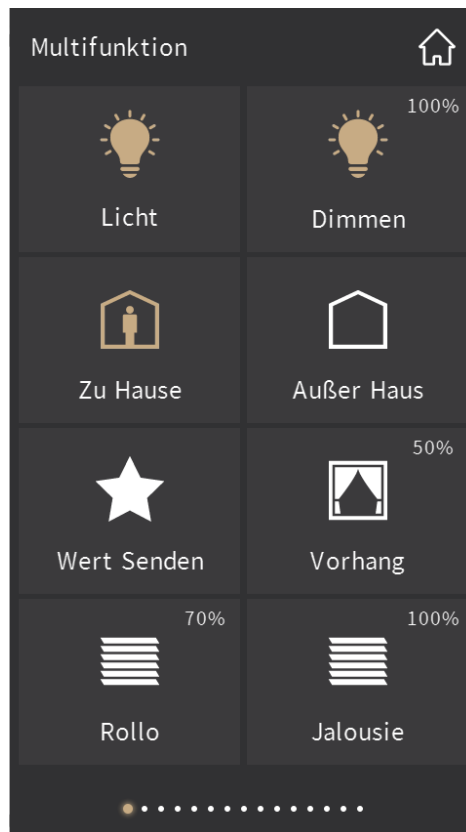 Multifunktion
100%
Licht
Dimmen
Zu Hause
Außer Haus
50%
Wert Senden
Vorhang
70%
100%
Rollo
Jalousie